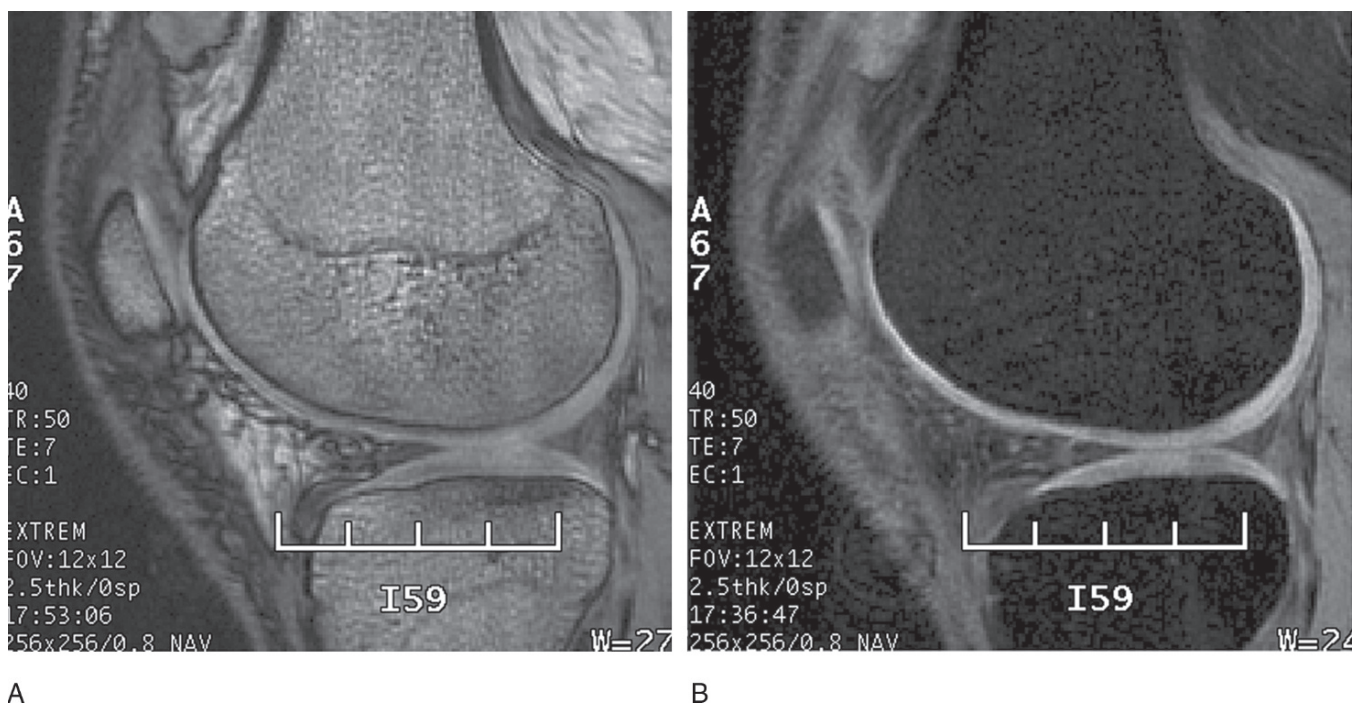 A
6
7
40
TR:50
TE:7
EC:1
EXTREM
FOV:12x12
2.5thk/0sp
17:53:06
256x256/0.8 NAV
I59
W=27
A
A
6
7
40
TR:50
TE:7
EC:1
EXTREM
FOV:12x12
2.5thk/0sp
17:36:47
256x256/0.8 NAV
I59
W=24
B